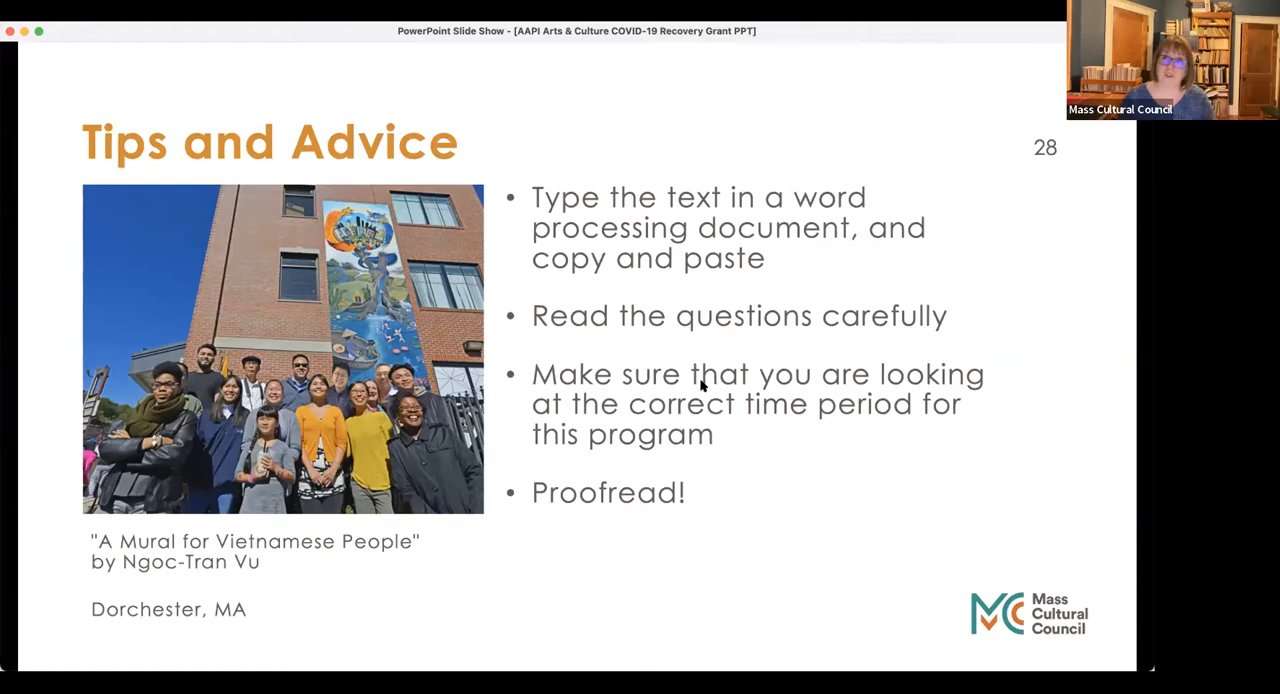 PowerPoint Slide Show - [AAPI Arts & Culture COVID-19 Recovery Grant PPT]
Mass Cultural Council
Tips and Advice
28
• Type the text in a word
processing document, and
copy and paste
• Read the questions carefully
• Make sure that you are looking
at the correct time period for
this program
• Proofread!
"A Mural for Vietnamese People"
by Ngoc-Tran Vu
Dorchester, MA
MCC
Mass
Cultural
Council